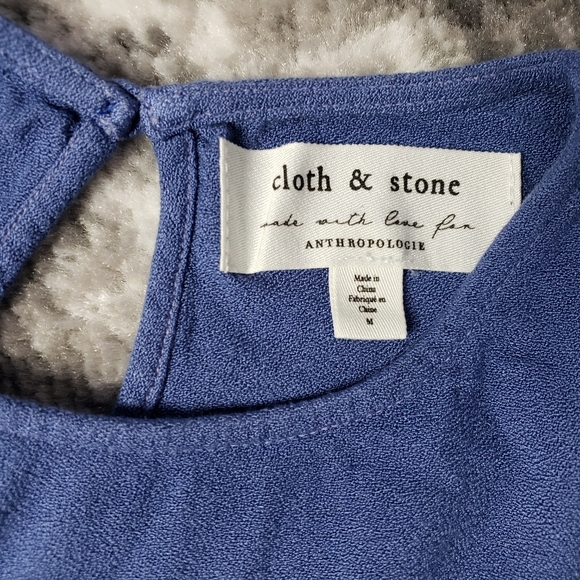 cloth & stone
made with love for
ANTHROPOLOGIE
Made in
China
Fabriqué en
Chine
M